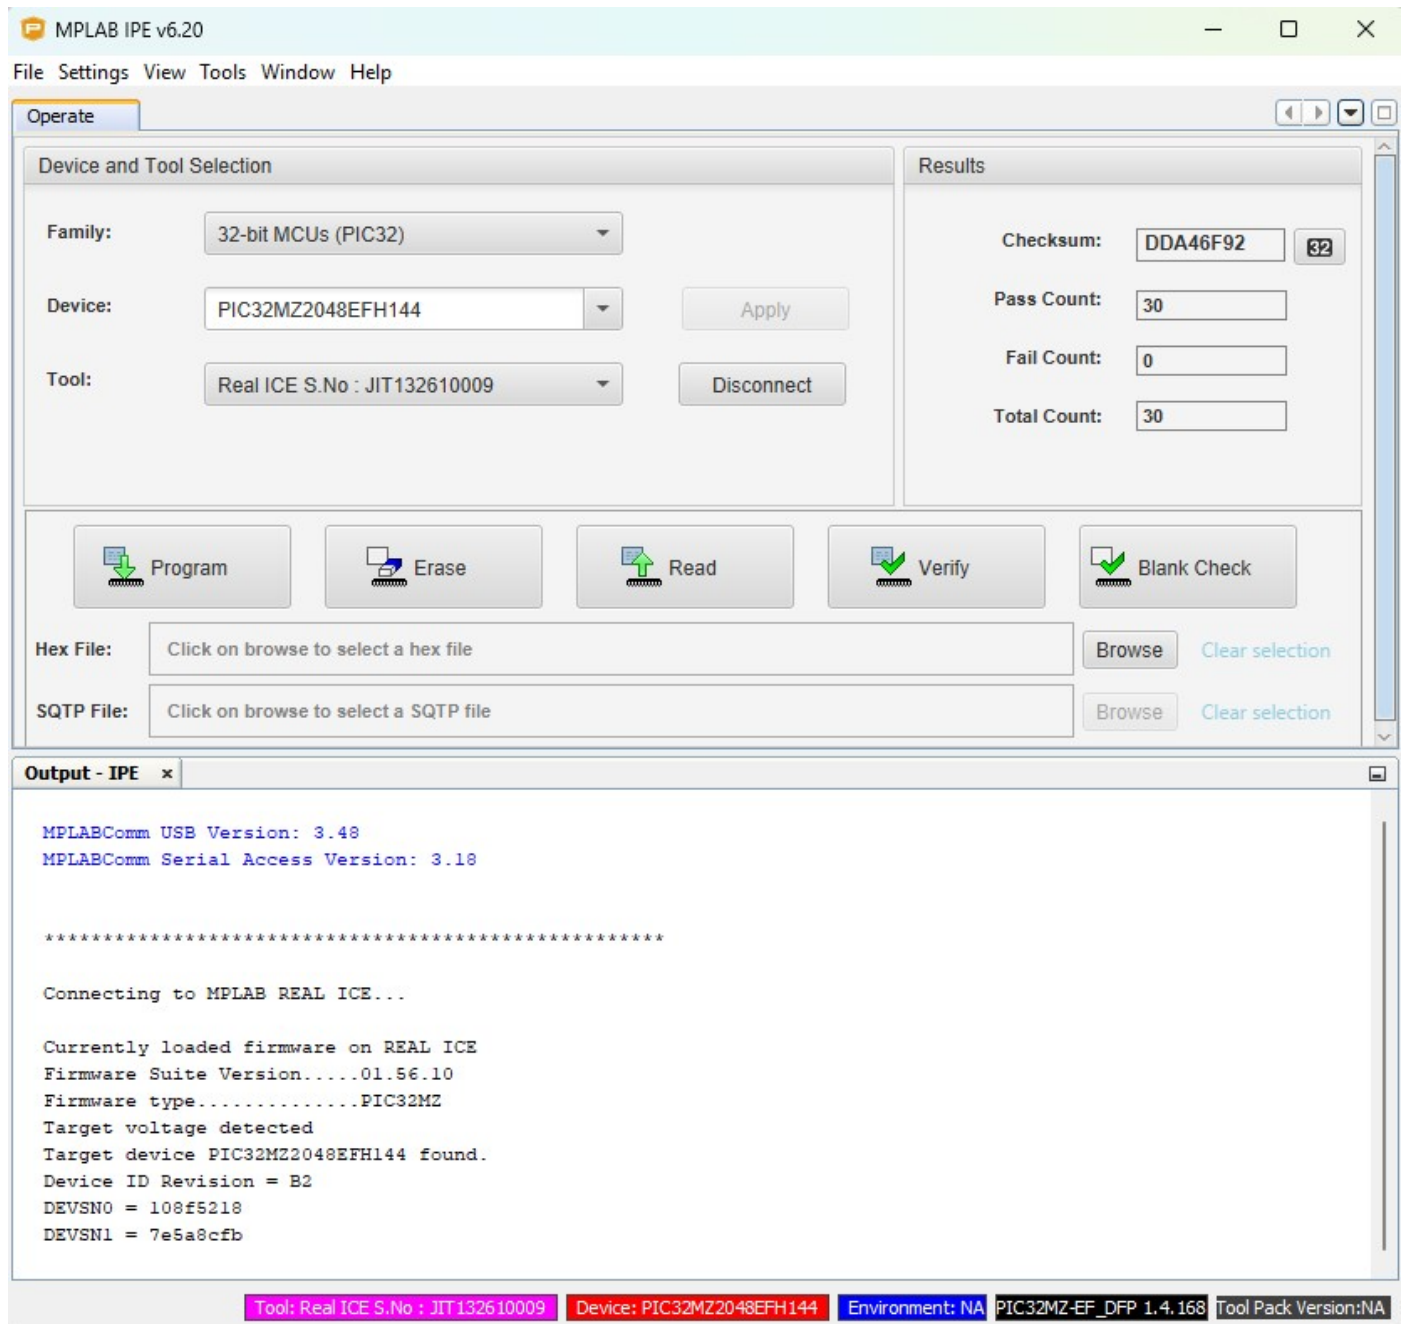 MPLAB IPE v6.20
File Settings View Tools Window Help
Operate
Device and Tool Selection
Results
Family:
32-bit MCUs (PIC32)
Checksum:
DDA46F92
32
Device:
PIC32MZ2048EFH144
Apply
Pass Count:
30
Fail Count:
0
Tool:
Real ICE S.No : JIT132610009
Disconnect
Total Count:
30
Program
Erase
Read
Verify
Blank Check
Hex File:
Click on browse to select a hex file
Browse
Clear selection
SQTP File:
Click on browse to select a SQTP file
Browse
Clear selection
Output - IPE ×
MPLABComm USB Version: 3.48
MPLABComm Serial Access Version: 3.18
*****************************************************
Connecting to MPLAB REAL ICE...
Currently loaded firmware on REAL ICE
Firmware Suite Version.....01.56.10
Firmware type..............PIC32MZ
Target voltage detected
Target device PIC32MZ2048EFH144 found.
Device ID Revision = B2
DEVSN0 = 108f5218
DEVSN1 = 7e5a8cfb
Tool: Real ICE S.No : JIT132610009
Device: PIC32MZ2048EFH144
Environment: NA
PIC32MZ-EF_DFP 1.4.168
Tool Pack Version:NA